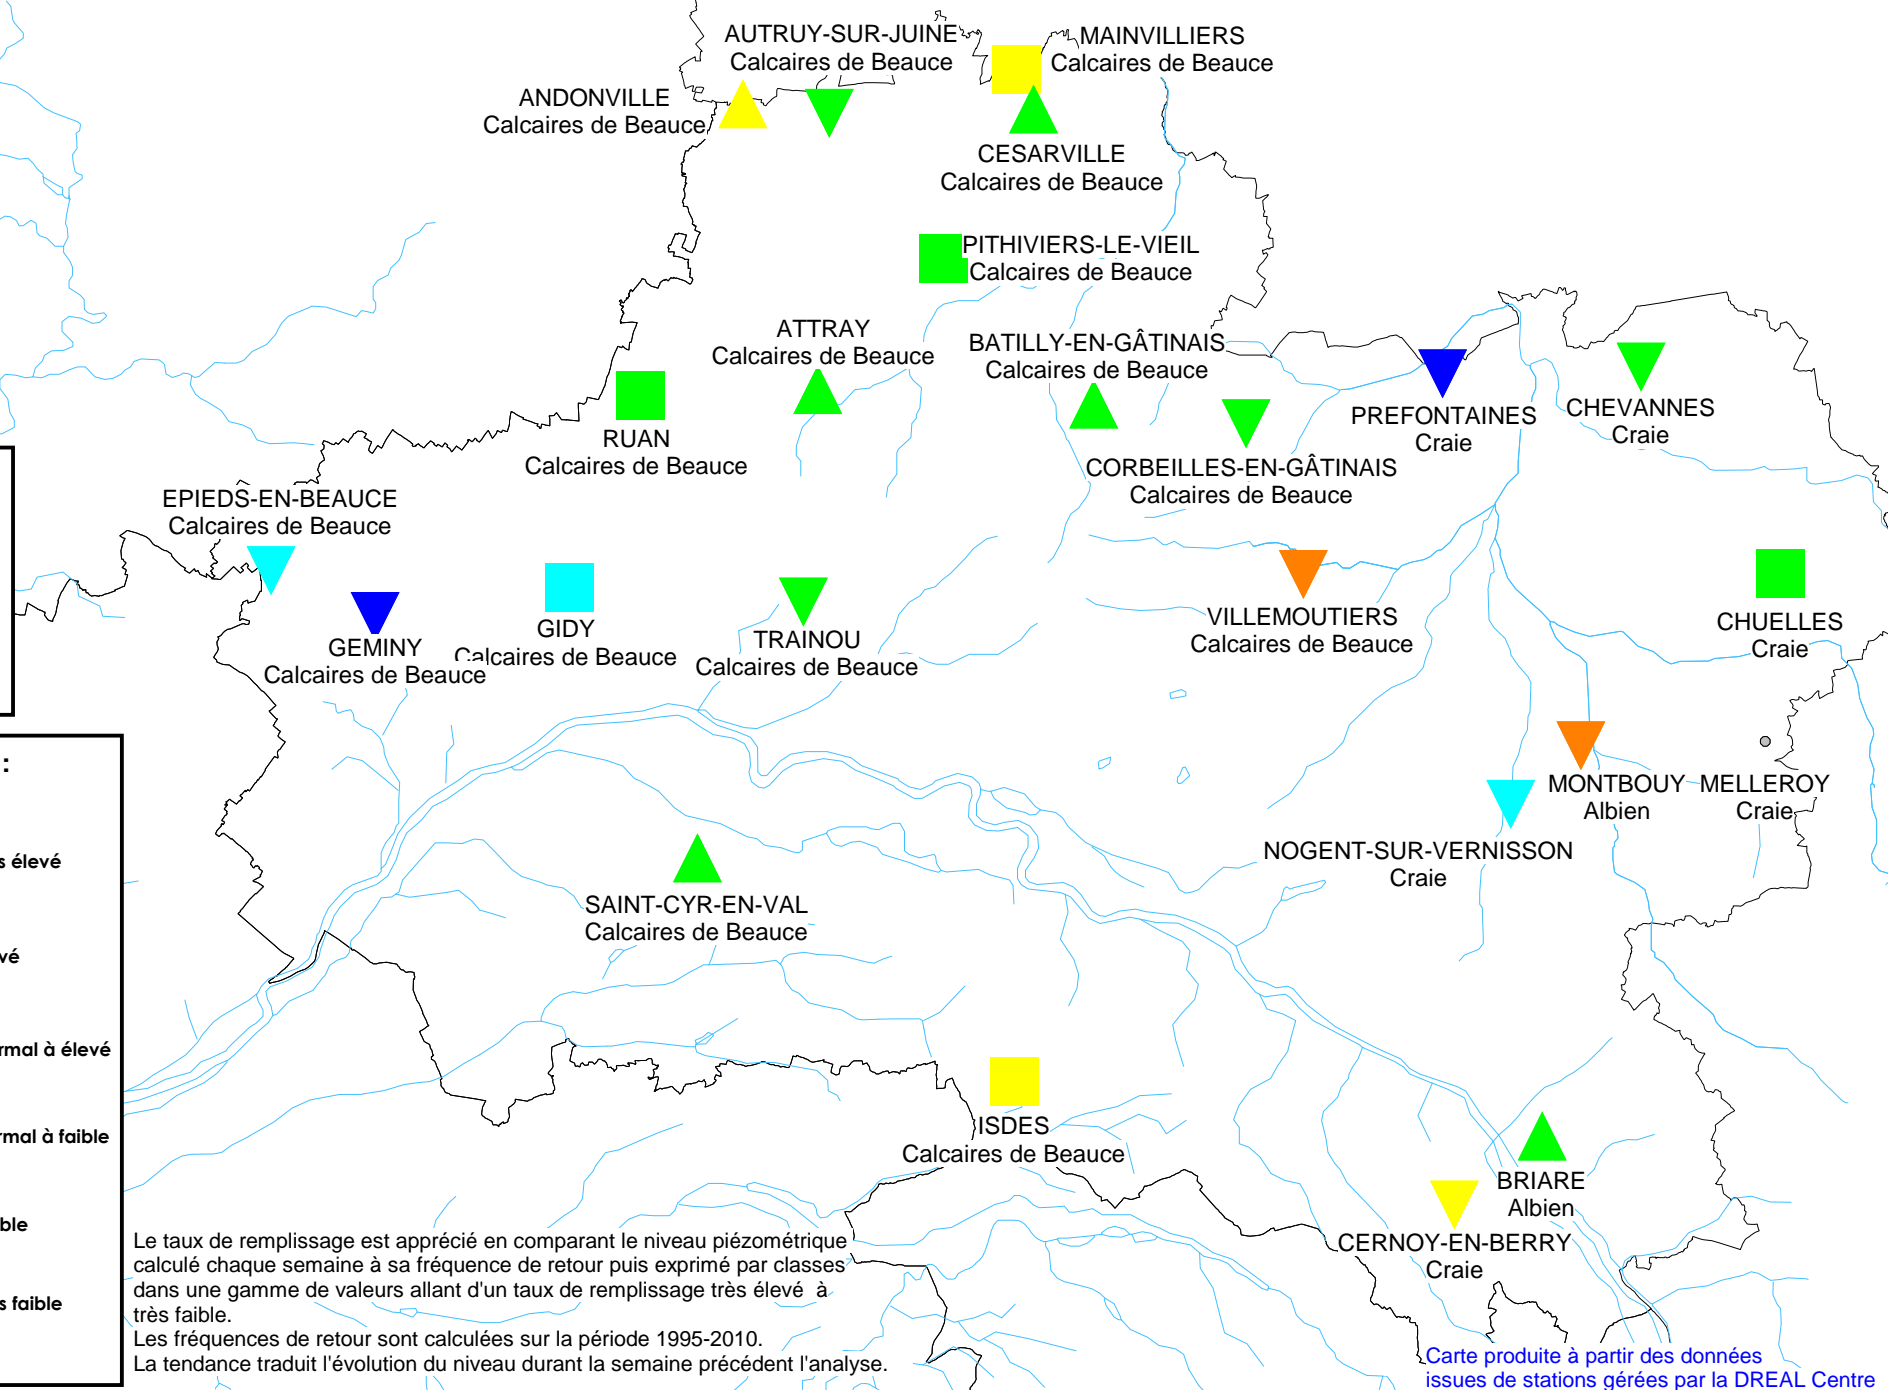 AUTRUY-SUR-JUINE
Calcaires de Beauce
MAINVILLIERS
Calcaires de Beauce
ANDONVILLE
Calcaires de Beauce
CESARVILLE
Calcaires de Beauce
PITHIVIERS-LE-VIEIL
Calcaires de Beauce
ATTRAY
Calcaires de Beauce
BATILLY-EN-GÂTINAIS
Calcaires de Beauce
PREFONTAINES
Craie
CHEVANNES
Craie
RUAN
Calcaires de Beauce
CORBEILLES-EN-GÂTINAIS
Calcaires de Beauce
EPIEDS-EN-BEAUCE
Calcaires de Beauce
GEMINY
Calcaires de Beauce
GIDY
Calcaires de Beauce
TRAINOU
Calcaires de Beauce
VILLEMOUTIERS
Calcaires de Beauce
CHUELLES
Craie
MONTBOUY
Albien
MELLEROY
Craie
NOGENT-SUR-VERNISSON
Craie
SAINT-CYR-EN-VAL
Calcaires de Beauce
ISDES
Calcaires de Beauce
BRIARE
Albien
CERNOY-EN-BERRY
Craie
:
s élevé
vé
rmal à élevé
rmal à faible
ble
s faible
Le taux de remplissage est apprécié en comparant le niveau piézométrique
calculé chaque semaine à sa fréquence de retour puis exprimé par classes
dans une gamme de valeurs allant d'un taux de remplissage très élevé à
très faible.
Les fréquences de retour sont calculées sur la période 1995-2010.
La tendance traduit l'évolution du niveau durant la semaine précédent l'analyse.
Carte produite à partir des données
issues de stations gérées par la DREAL Centre